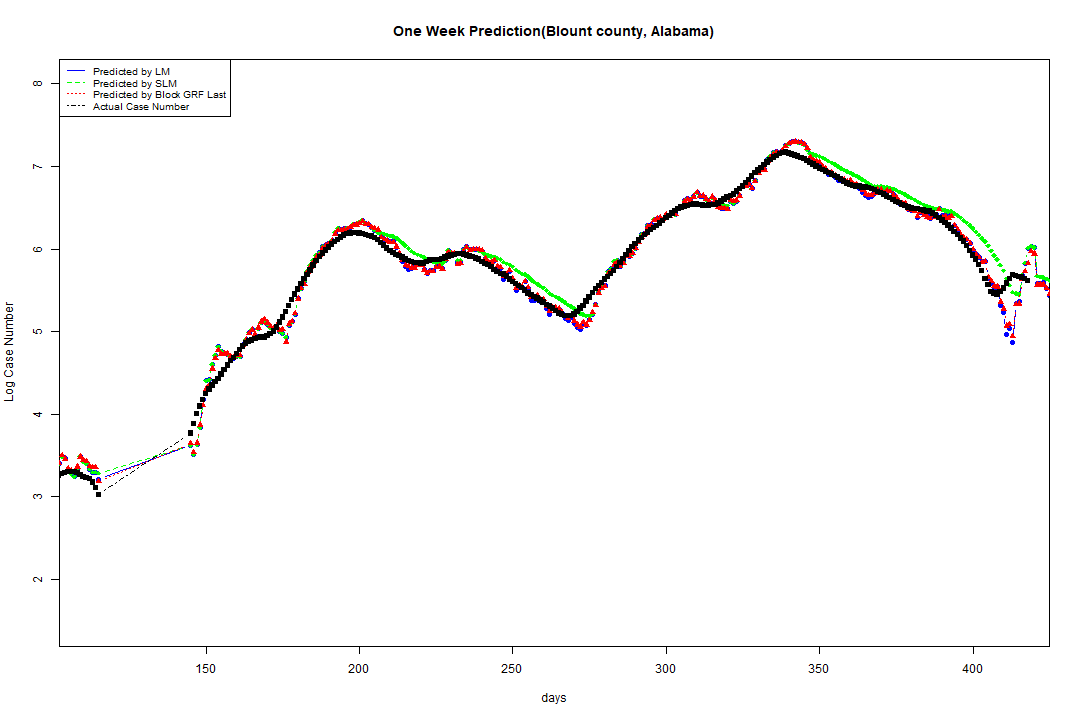 One Week Prediction(Blount county, Alabama)
Predicted by LM
Predicted by SLM
Predicted by Block GRF Last
Actual Case Number
8
7
6
5
4
3
2
Log Case Number
150 200 250 300 350 400
days